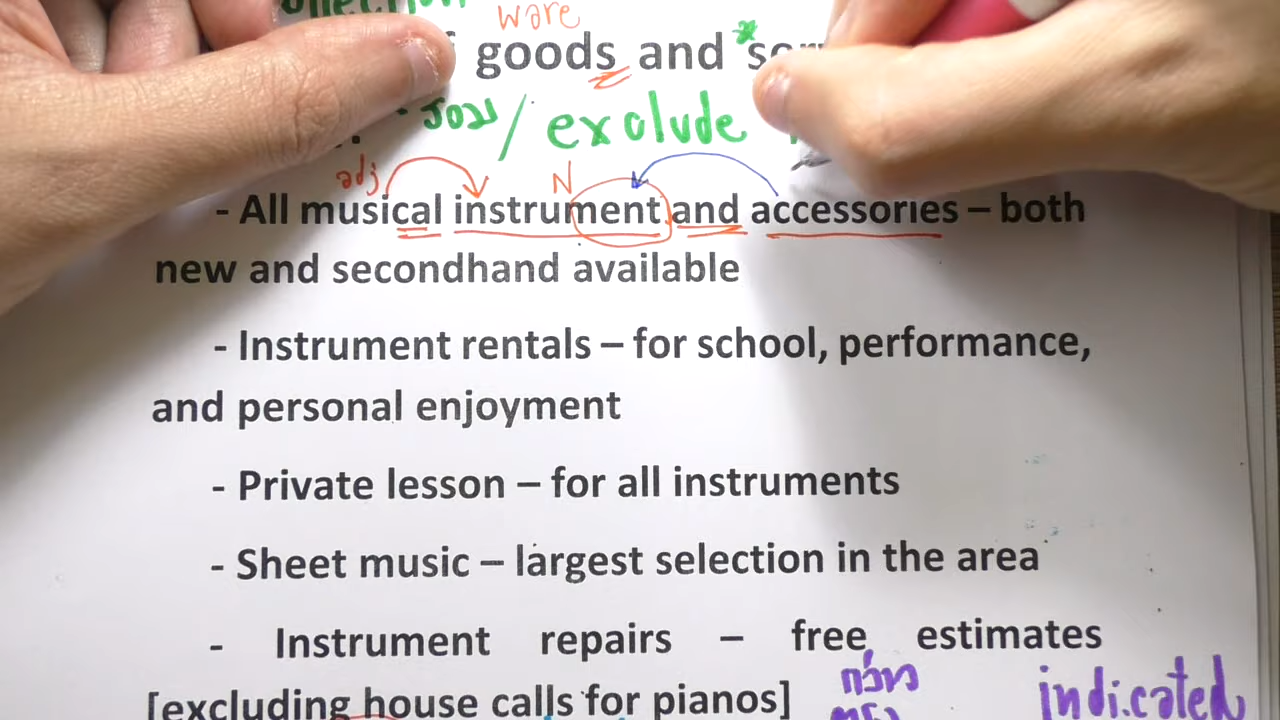 ware
goods and
รวม / exclude
adj N
- All musical instrument and accessories – both
new and secondhand available
- Instrument rentals – for school, performance,
and personal enjoyment
- Private lesson – for all instruments
- Sheet music – largest selection in the area
- Instrument repairs – free estimates
[excluding house calls for pianos]
indicated